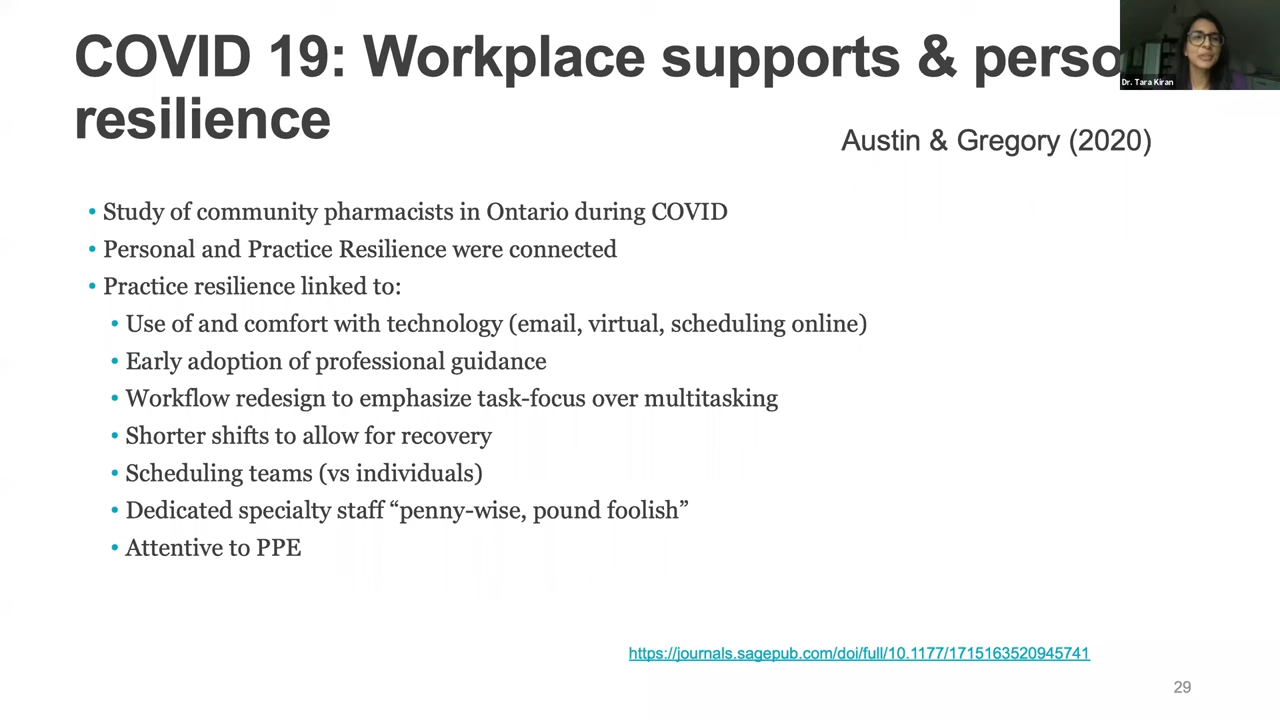 COVID 19: Workplace supports & perso
resilience
Dr. Tara Kiran
Austin & Gregory (2020)
• Study of community pharmacists in Ontario during COVID
• Personal and Practice Resilience were connected
• Practice resilience linked to:
• Use of and comfort with technology (email, virtual, scheduling online)
• Early adoption of professional guidance
• Workflow redesign to emphasize task-focus over multitasking
• Shorter shifts to allow for recovery
• Scheduling teams (vs individuals)
• Dedicated specialty staff “penny-wise, pound foolish”
• Attentive to PPE
https://journals.sagepub.com/doi/full/10.1177/1715163520945741
29